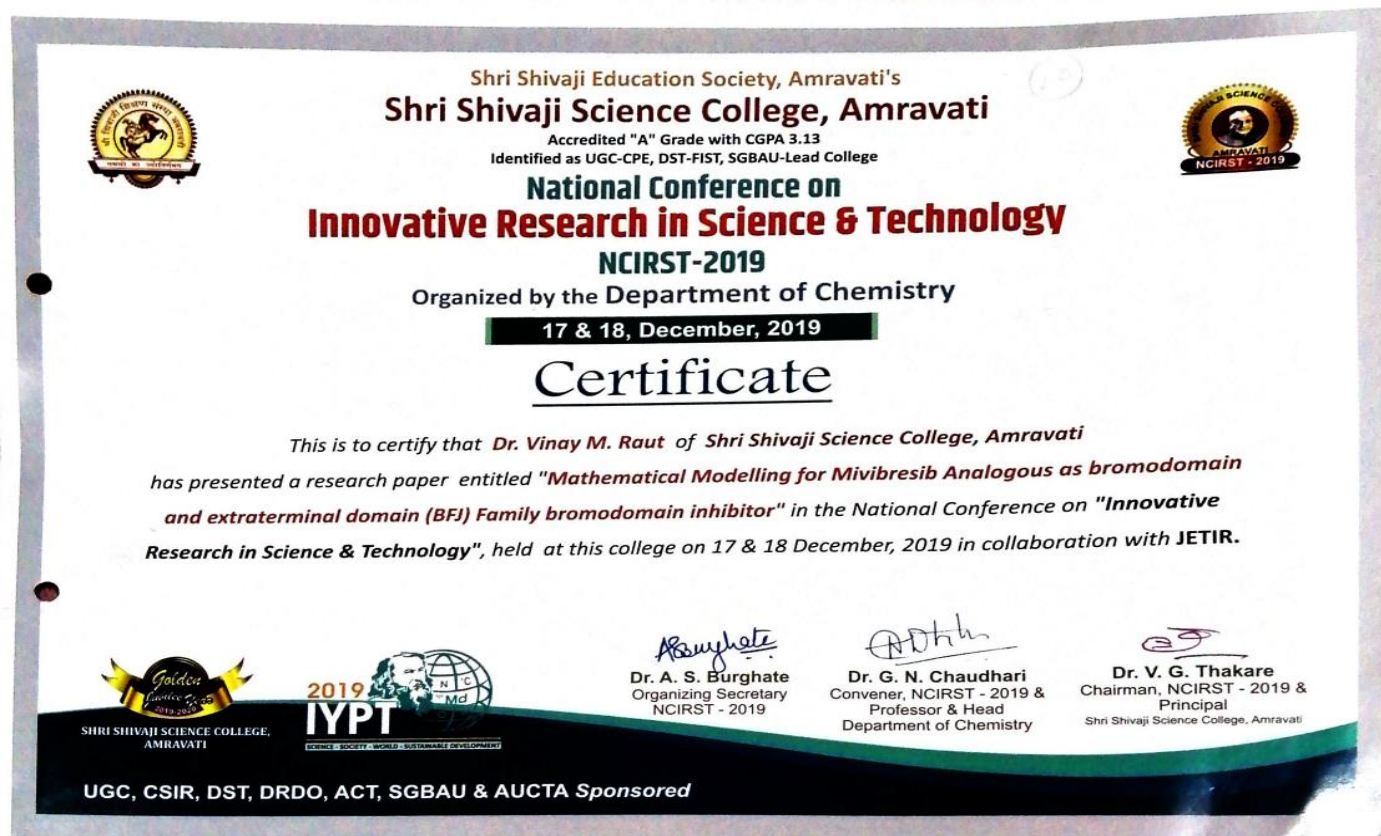 Shri Shivaji Education Society, Amravati's
Shri Shivaji Science College, Amravati
Accredited "A" Grade with CGPA 3.13
Identified as UGC-CPE, DST-FIST, SGBAU-Lead College
National Conference on
Innovative Research in Science & Technology
NCIRST-2019
Organized by the Department of Chemistry
17 & 18, December, 2019
AMRAVATI
NCIRST - 2019
Certificate
This is to certify that Dr. Vinay M. Raut of Shri Shivaji Science College, Amravati
has presented a research paper entitled "Mathematical Modelling for Mivibresib Analogous as bromodomain
and extraterminal domain (BFJ) Family bromodomain inhibitor" in the National Conference on "Innovative
Research in Science & Technology", held at this college on 17 & 18 December, 2019 in collaboration with JETIR.
Dr. A. S. Burghate
Organizing Secretary
NCIRST - 2019
Dr. G. N. Chaudhari
Convener, NCIRST - 2019 &
Professor & Head
Department of Chemistry
Dr. V. G. Thakare
Chairman, NCIRST - 2019 &
Principal
Shri Shivaji Science College, Amravati
Golden
2019-2020
SHRI SHIVAJI SCIENCE COLLEGE,
AMRAVATI
2019
IYPT
N C
Md
SCIENCE - SOCIETY - WORLD - SUSTAINABLE DEVELOPMENT
UGC, CSIR, DST, DRDO, ACT, SGBAU & AUCTA Sponsored